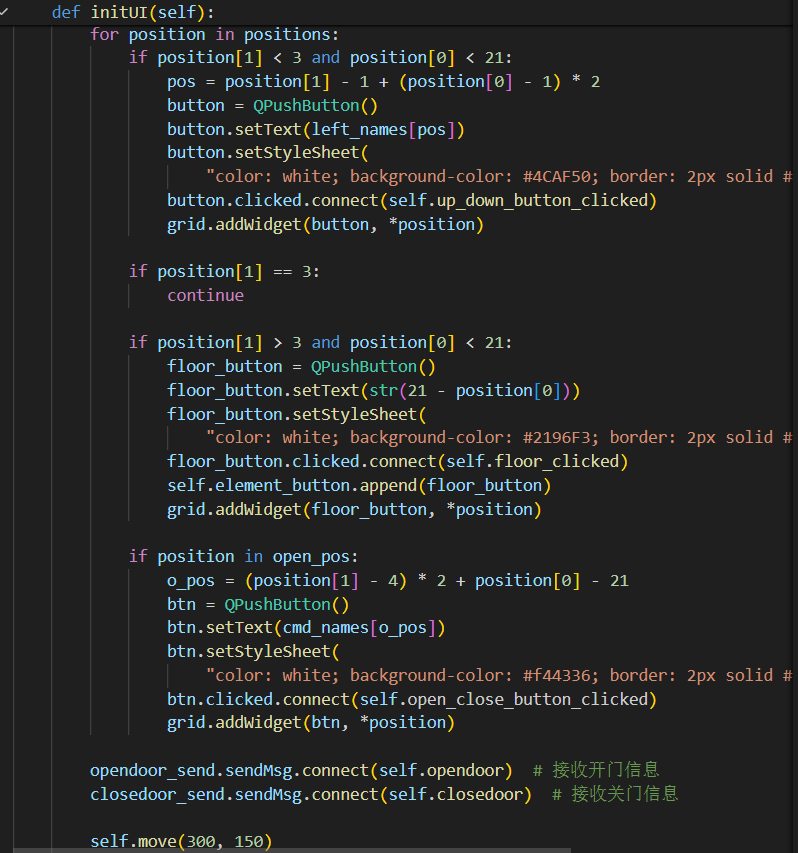 def initUI(self):
for position in positions:
if position[1] < 3 and position[0] < 21:
pos = position[1] - 1 + (position[0] - 1) * 2
button = QPushButton()
button.setText(left_names[pos])
button.setStyleSheet(
"color: white; background-color: #4CAF50; border: 2px solid #
button.clicked.connect(self.up_down_button_clicked)
grid.addWidget(button, *position)
if position[1] == 3:
continue
if position[1] > 3 and position[0] < 21:
floor_button = QPushButton()
floor_button.setText(str(21 - position[0]))
floor_button.setStyleSheet(
"color: white; background-color: #2196F3; border: 2px solid #
floor_button.clicked.connect(self.floor_clicked)
self.element_button.append(floor_button)
grid.addWidget(floor_button, *position)
if position in open_pos:
o_pos = (position[1] - 4) * 2 + position[0] - 21
btn = QPushButton()
btn.setText(cmd_names[o_pos])
btn.setStyleSheet(
"color: white; background-color: #f44336; border: 2px solid #
btn.clicked.connect(self.open_close_button_clicked)
grid.addWidget(btn, *position)
opendoor_send.sendMsg.connect(self.opendoor)  # 接收开门信息
closedoor_send.sendMsg.connect(self.closedoor)  # 接收关门信息
self.move(300, 150)